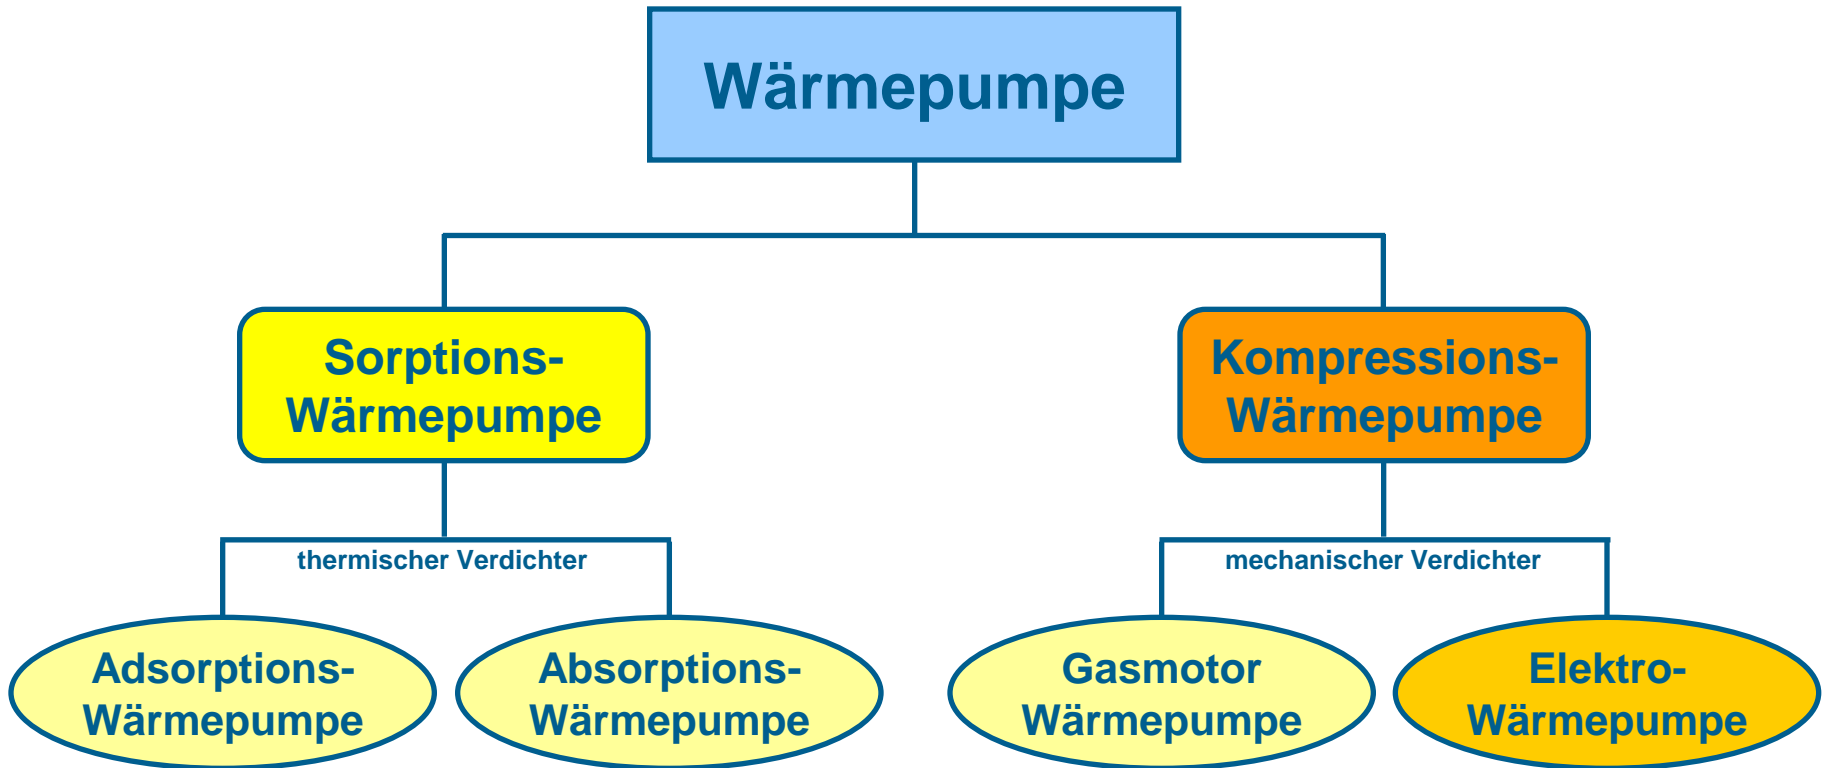 Wärmepumpe
Sorptions-
Wärmepumpe
Kompressions-
Wärmepumpe
thermischer Verdichter
mechanischer Verdichter
Adsorptions-
Wärmepumpe
Absorptions-
Wärmepumpe
Gasmotor
Wärmepumpe
Elektro-
Wärmepumpe